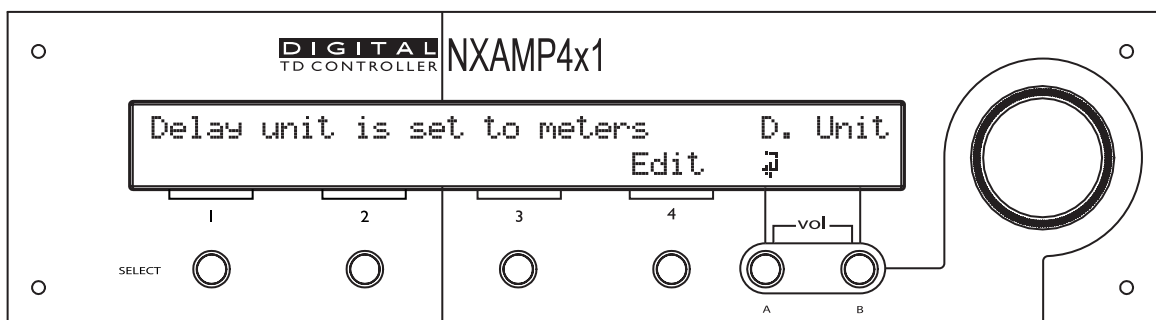 DIGITAL
TD CONTROLLER
NXAMP4x1
Delay unit is set to meters D. Unit
Edit
1 2 3 4
vol
SELECT
A B